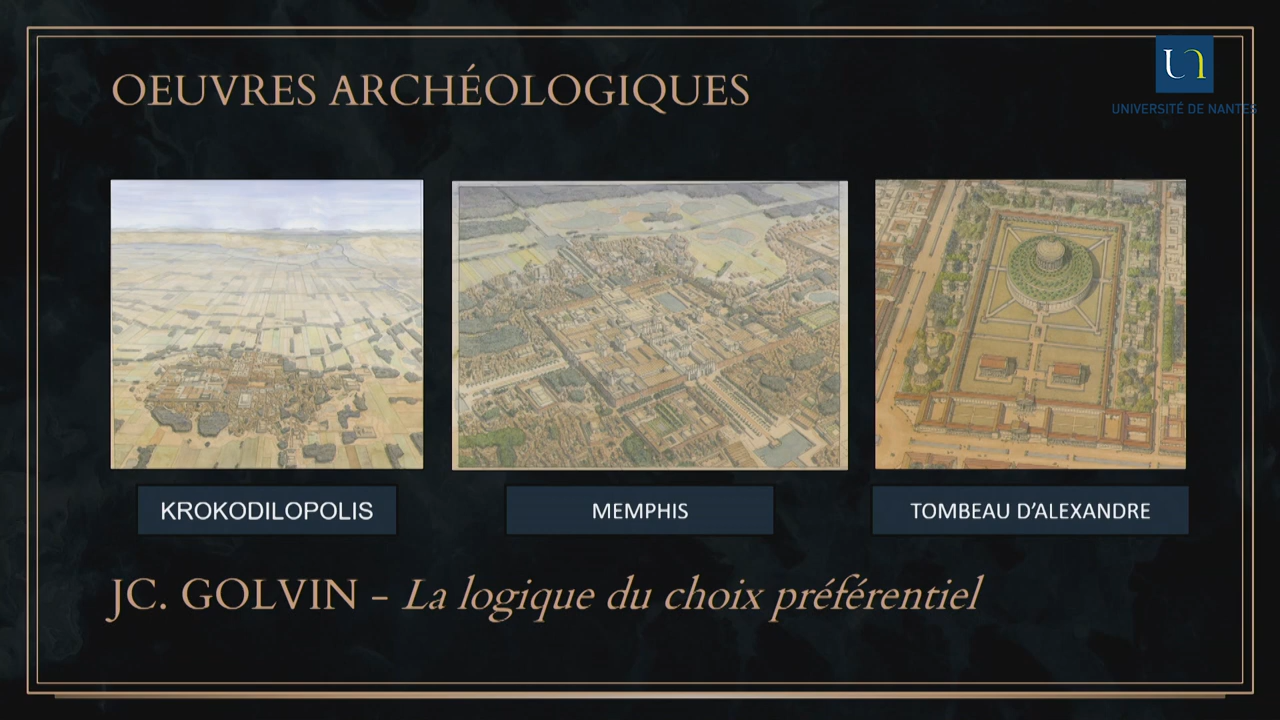 OEUVRES ARCHÉOLOGIQUES
UNIVERSITÉ DE NANTES
KROKODILOPOLIS
MEMPHIS
TOMBEAU D'ALEXANDRE
JC. GOLVIN – La logique du choix préférentiel